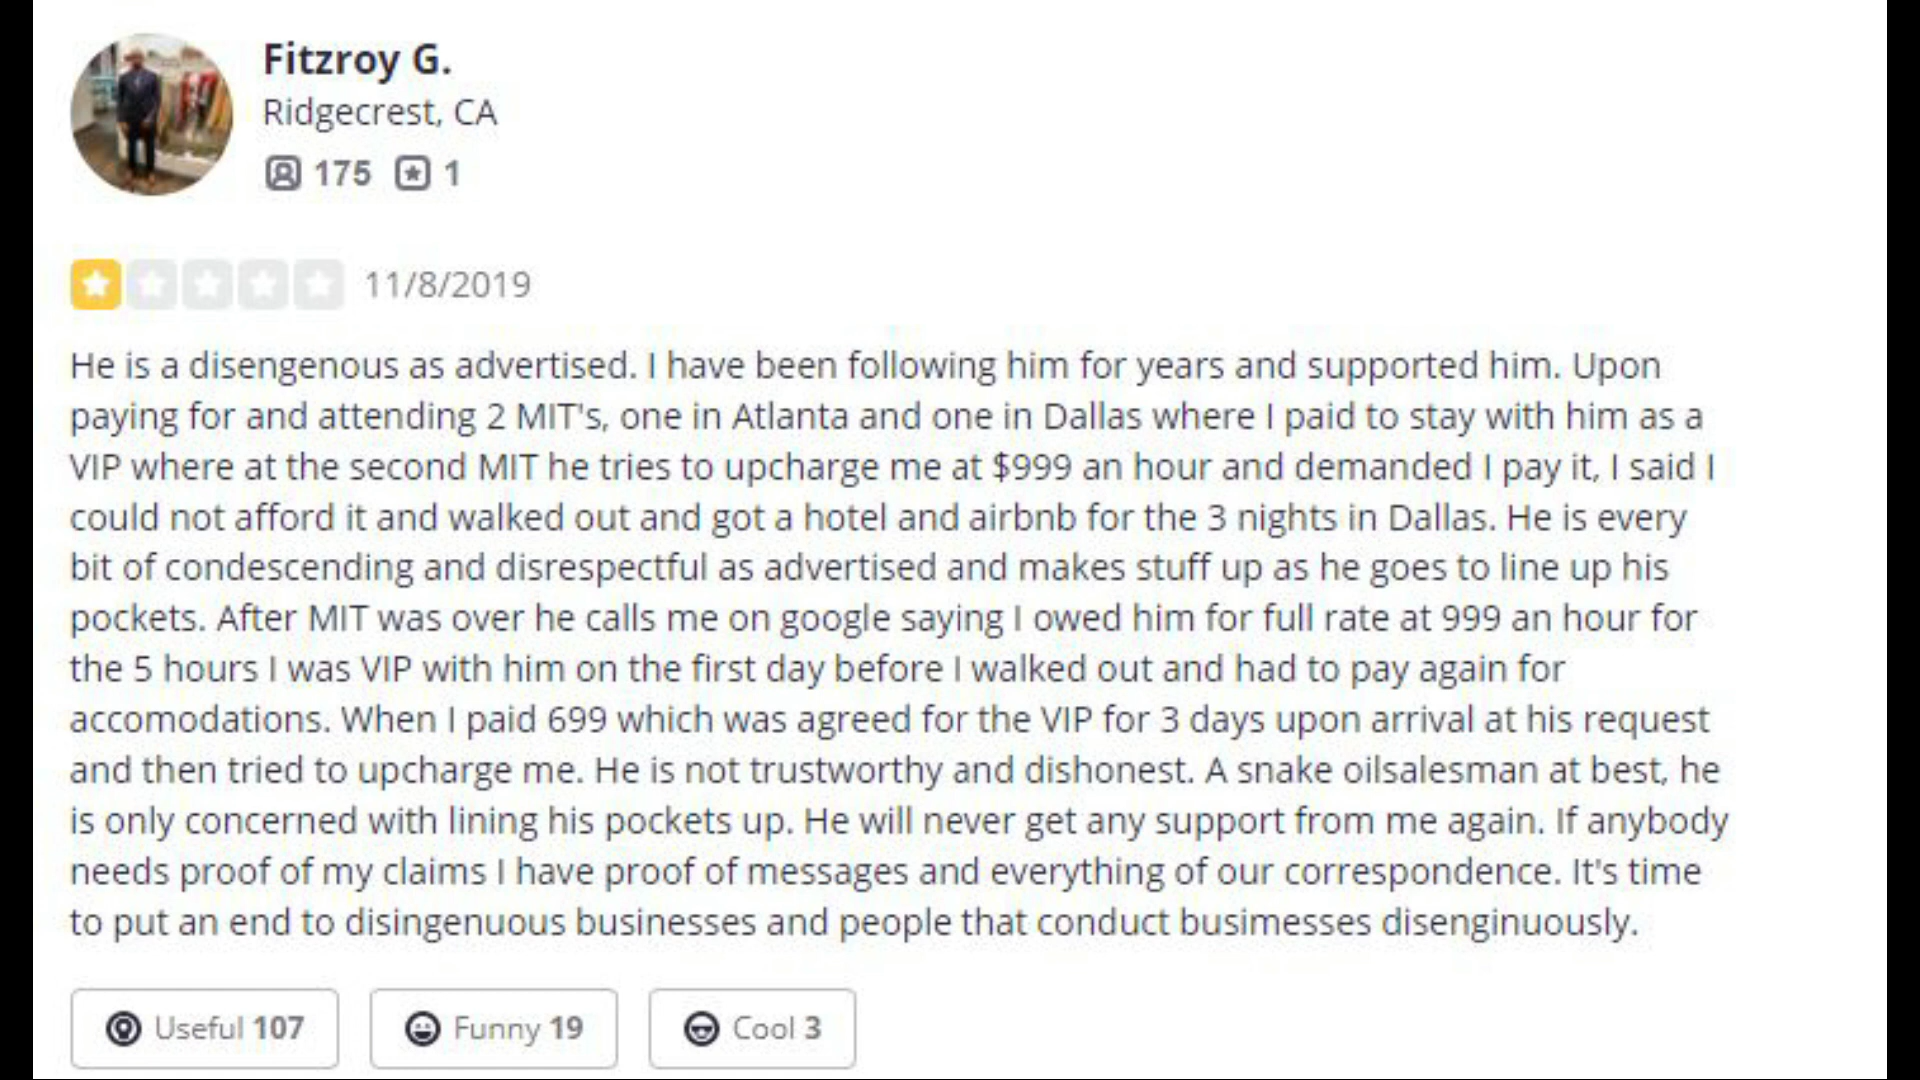 Fitzroy G.
Ridgecrest, CA
175 1
11/8/2019
He is a disengenous as advertised. I have been following him for years and supported him. Upon
paying for and attending 2 MIT's, one in Atlanta and one in Dallas where I paid to stay with him as a
VIP where at the second MIT he tries to upcharge me at $999 an hour and demanded I pay it, I said I
could not afford it and walked out and got a hotel and airbnb for the 3 nights in Dallas. He is every
bit of condescending and disrespectful as advertised and makes stuff up as he goes to line up his
pockets. After MIT was over he calls me on google saying I owed him for full rate at 999 an hour for
the 5 hours I was VIP with him on the first day before I walked out and had to pay again for
accomodations. When I paid 699 which was agreed for the VIP for 3 days upon arrival at his request
and then tried to upcharge me. He is not trustworthy and dishonest. A snake oilsalesman at best, he
is only concerned with lining his pockets up. He will never get any support from me again. If anybody
needs proof of my claims I have proof of messages and everything of our correspondence. It's time
to put an end to disingenuous businesses and people that conduct busimesses disenginuously.
Useful 107 Funny 19 Cool 3